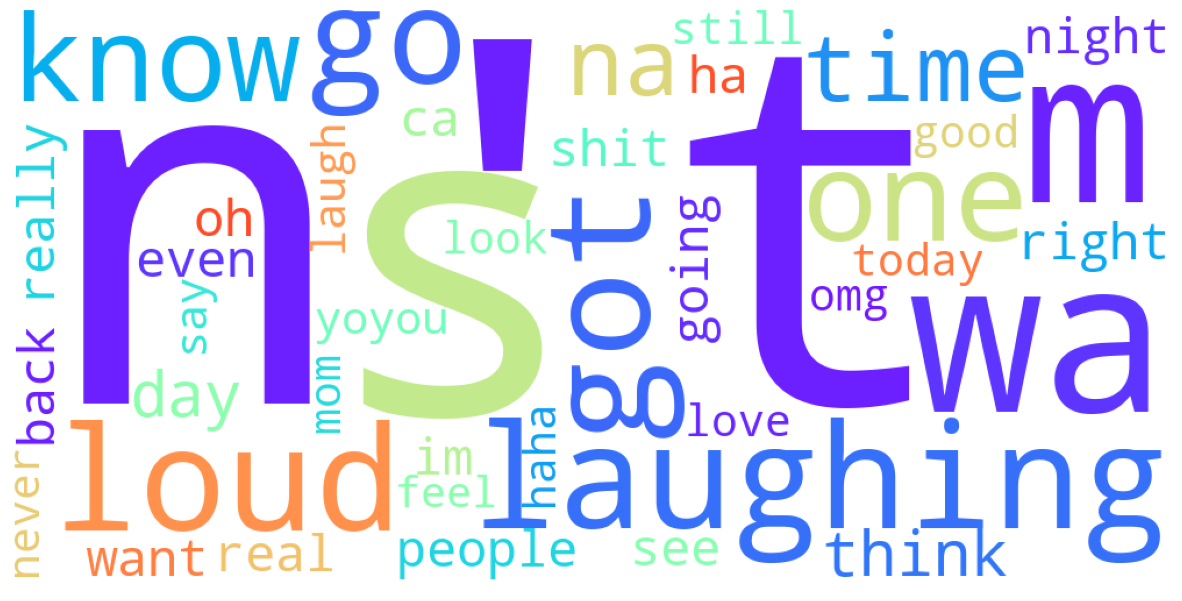 know
go
'
na
still
ha
time
night
n
s
t
m
ca
shit
good
laugh
really
oh
even
look
got
going
one
right
today
omg
wa
say
yoyou
back
day
mom
love
loud
im
haha
laughing
feel
never
want
real
people
see
think